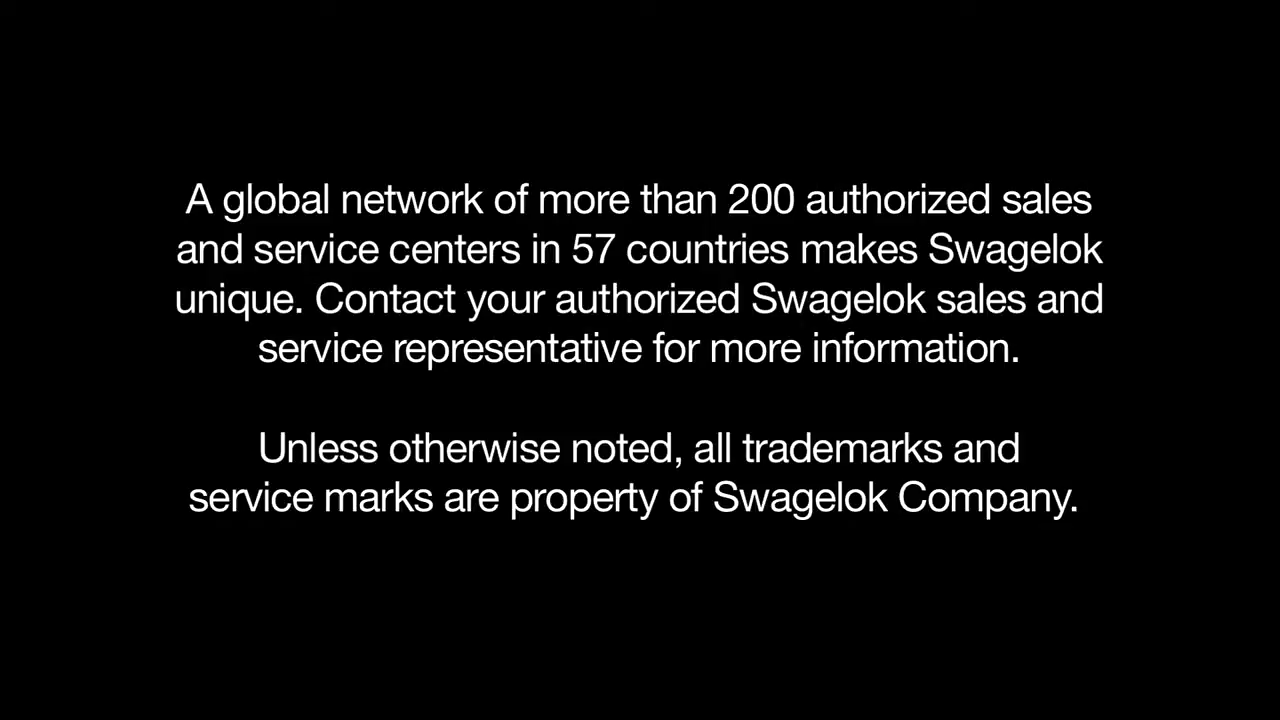 A global network of more than 200 authorized sales
and service centers in 57 countries makes Swagelok
unique. Contact your authorized Swagelok sales and
service representative for more information.
Unless otherwise noted, all trademarks and
service marks are property of Swagelok Company.